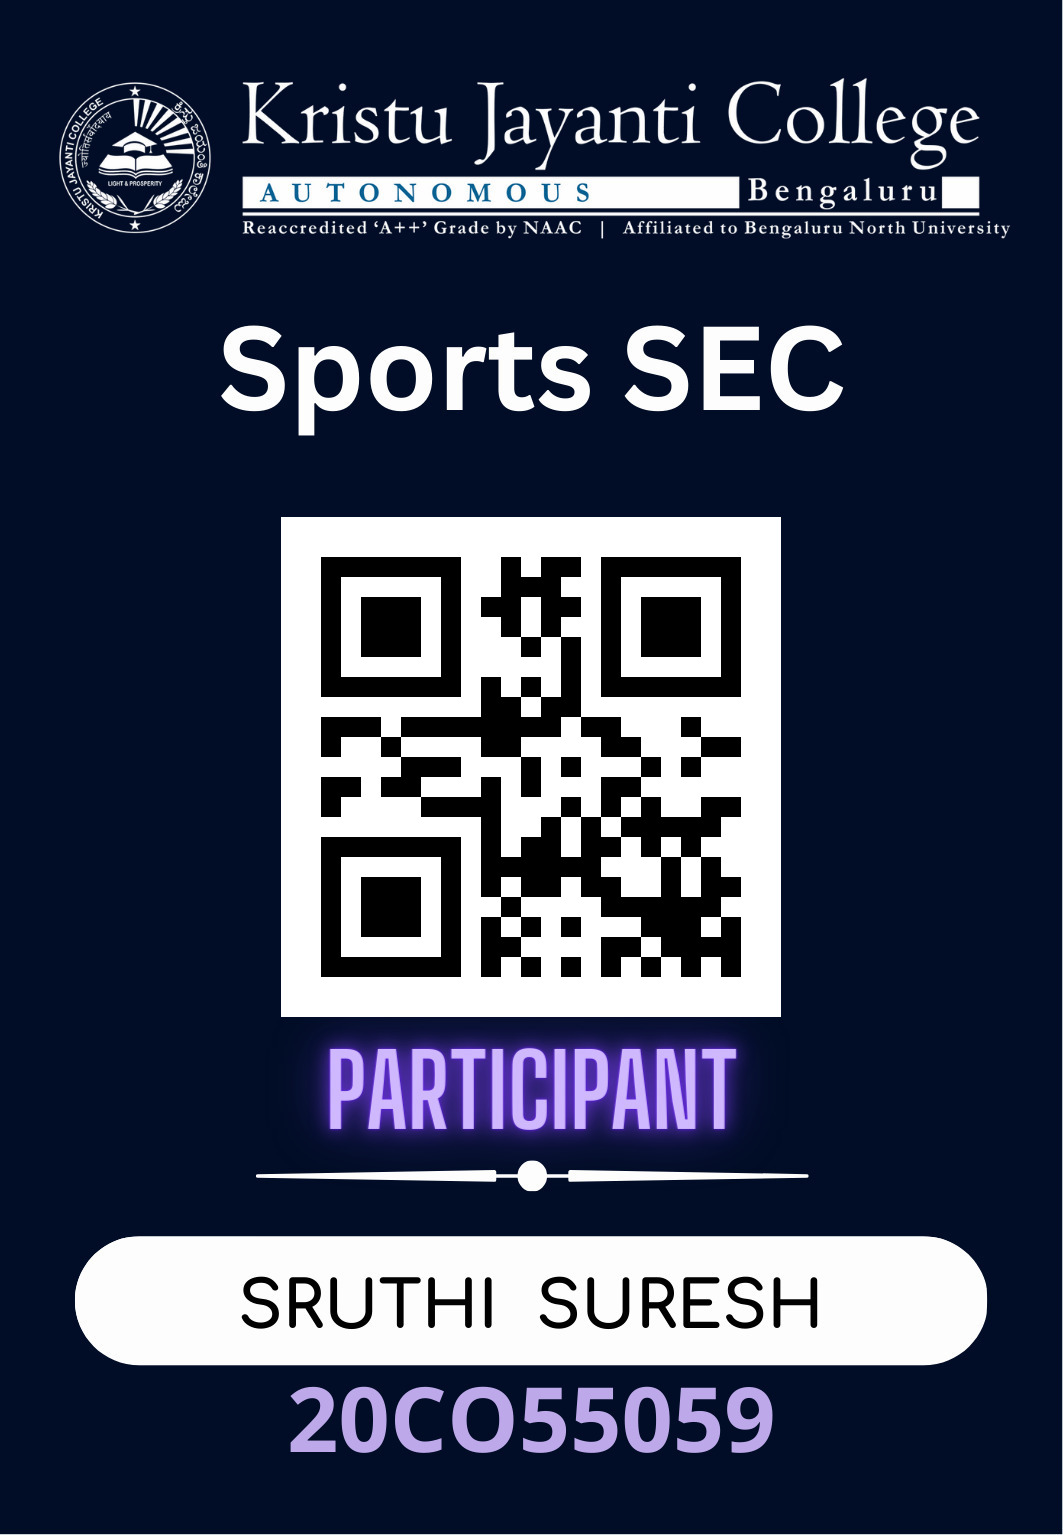 KRISTU JAYANTI COLLEGE
LIGHT & PROSPERITY
Kristu Jayanti College
AUTONOMOUS Bengaluru
Reaccredited ‘A++’ Grade by NAAC | Affiliated to Bengaluru North University
Sports SEC
PARTICIPANT
SRUTHI SURESH
20CO55059